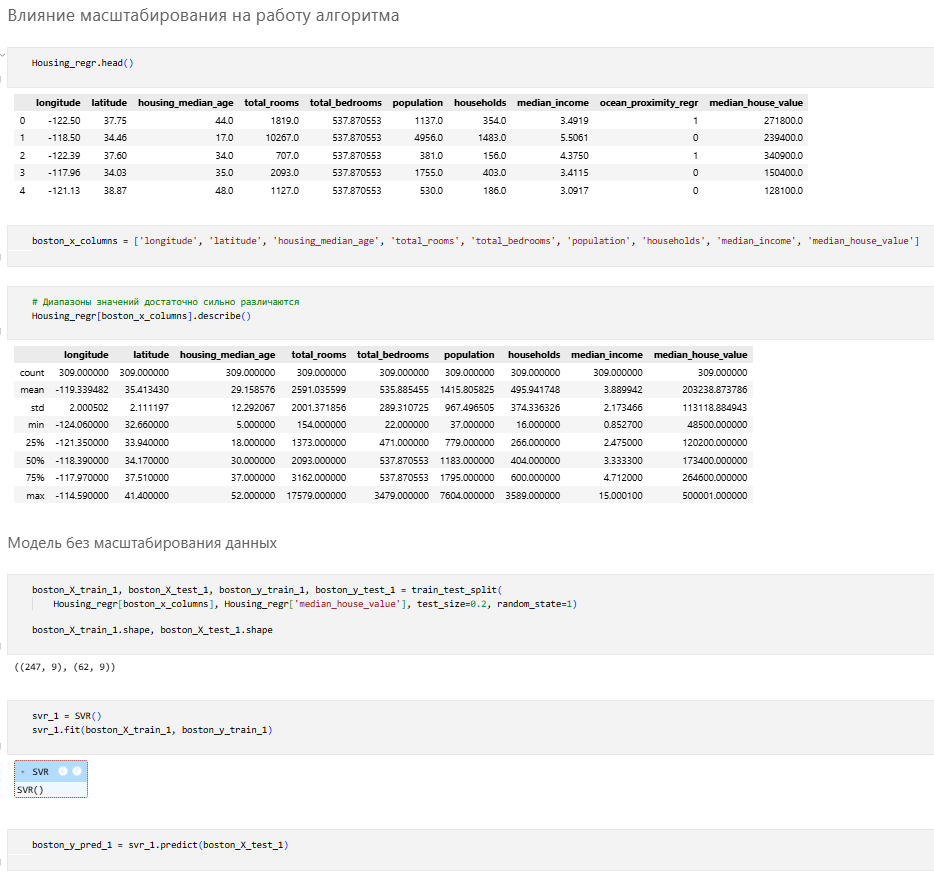 Влияние масштабирования на работу алгоритма
Housing_regr.head()
longitude latitude housing_median_age total_rooms total_bedrooms population households median_income ocean_proximity_regr median_house_value
0 -122.50 37.75 44.0 1819.0 537.870553 1137.0 354.0 3.4919 1 271800.0
1 -118.50 34.46 17.0 10267.0 537.870553 4956.0 1483.0 5.5061 0 239400.0
2 -122.39 37.60 34.0 707.0 537.870553 381.0 156.0 4.3750 1 340900.0
3 -117.96 34.03 35.0 2093.0 537.870553 1755.0 403.0 3.4115 0 150400.0
4 -121.13 38.87 48.0 1127.0 537.870553 530.0 186.0 3.0917 0 128100.0
boston_x_columns = ['longitude', 'latitude', 'housing_median_age', 'total_rooms', 'total_bedrooms', 'population', 'households', 'median_income', 'median_house_value']
# Диапазоны значений достаточно сильно различаются
Housing_regr[boston_x_columns].describe()
longitude latitude housing_median_age total_rooms total_bedrooms population households median_income median_house_value
count 309.000000 309.000000 309.000000 309.000000 309.000000 309.000000 309.000000 309.000000 309.000000
mean -119.339482 35.413430 29.158576 2591.035599 535.885455 1415.805825 495.941748 3.889942 203238.873786
std 2.000502 2.111197 12.292067 2001.371856 289.310725 967.496505 374.336326 2.173466 113118.884943
min -124.060000 32.660000 5.000000 154.000000 22.000000 37.000000 16.000000 0.852700 48500.000000
25% -121.350000 33.940000 18.000000 1373.000000 471.000000 779.000000 266.000000 2.475000 120200.000000
50% -118.390000 34.170000 30.000000 2093.000000 537.870553 1183.000000 404.000000 3.333300 173400.000000
75% -117.970000 37.510000 37.000000 3162.000000 537.870553 1795.000000 600.000000 4.712000 264600.000000
max -114.590000 41.400000 52.000000 17579.000000 3479.000000 7604.000000 3589.000000 15.000100 500001.000000
Модель без масштабирования данных
boston_X_train_1, boston_X_test_1, boston_y_train_1, boston_y_test_1 = train_test_split(
Housing_regr[boston_x_columns], Housing_regr['median_house_value'], test_size=0.2, random_state=1)
boston_X_train_1.shape, boston_X_test_1.shape
((247, 9), (62, 9))
svr_1 = SVR()
svr_1.fit(boston_X_train_1, boston_y_train_1)
SVR
SVR()
boston_y_pred_1 = svr_1.predict(boston_X_test_1)